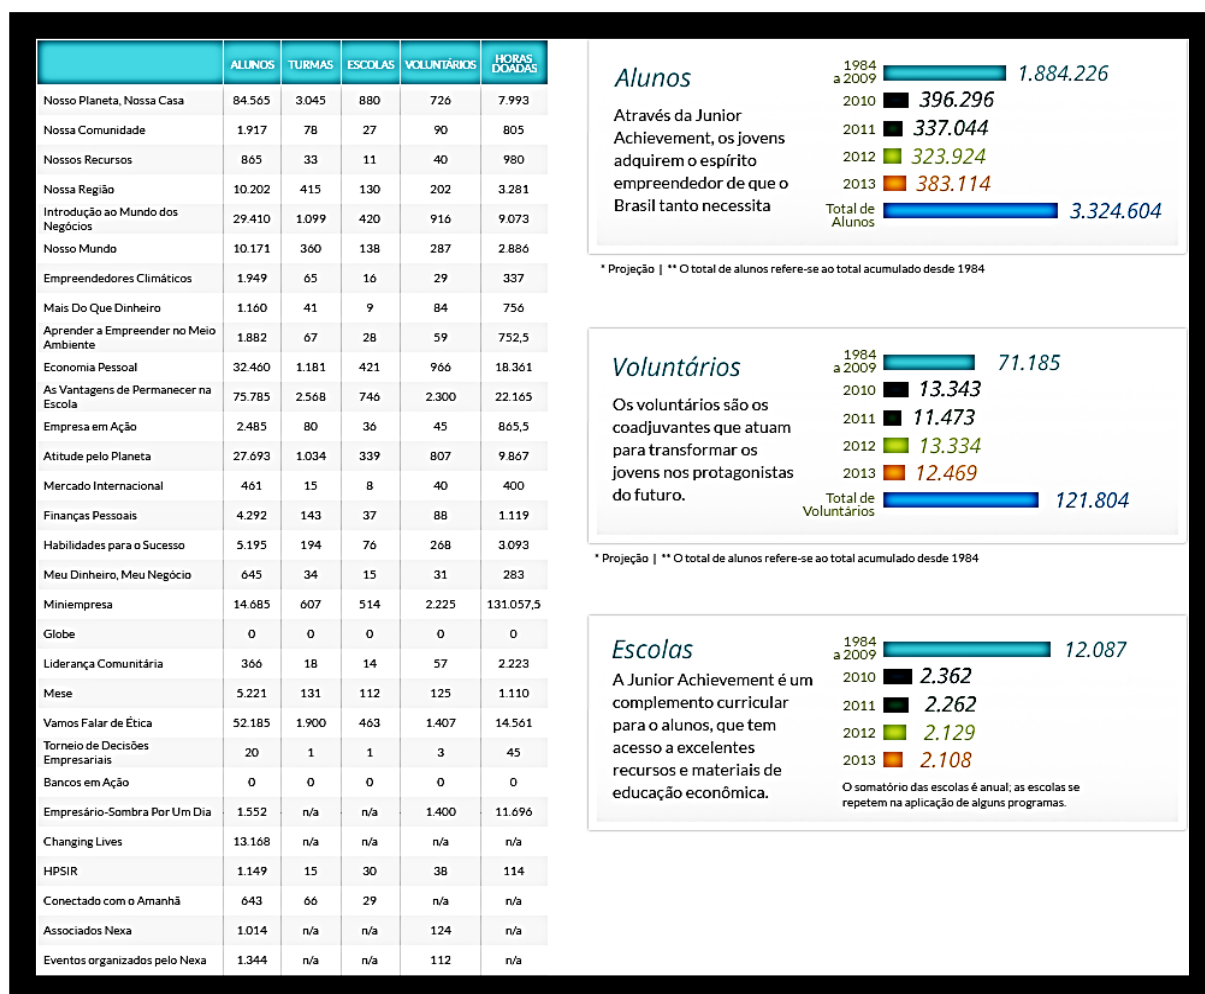 ALUNOS TURMAS ESCOLAS VOLUNTÁRIOS HORAS DOADAS
Nosso Planeta, Nossa Casa 84.565 3.045 880 726 7.993
Nossa Comunidade 1.917 78 27 90 805
Nossos Recursos 865 33 11 40 980
Nossa Região 10.202 415 130 202 3.281
Introdução ao Mundo dos
Negócios 29.410 1.099 420 916 9.073
Nosso Mundo 10.171 360 138 287 2.886
Empreendedores Climáticos 1.949 65 16 29 337
Mais Do Que Dinheiro 1.160 41 9 84 756
Aprender a Empreender no Meio
Ambiente 1.882 67 28 59 752,5
Economia Pessoal 32.460 1.181 421 966 18.361
As Vantagens de Permanecer na
Escola 75.785 2.568 746 2.300 22.165
Empresa em Ação 2.485 80 36 45 865,5
Atitude pelo Planeta 27.693 1.034 339 807 9.867
Mercado Internacional 461 15 8 40 400
Finanças Pessoais 4.292 143 37 88 1.119
Habilidades para o Sucesso 5.195 194 76 268 3.093
Meu Dinheiro, Meu Negócio 645 34 15 31 283
Miniempresa 14.685 607 514 2.225 131.057,5
Globe 0 0 0 0 0
Liderança Comunitária 366 18 14 57 2.223
Mese 5.221 131 112 125 1.110
Vamos Falar de Ética 52.185 1.900 463 1.407 14.561
Torneio de Decisões
Empresariais 20 1 1 3 45
Bancos em Ação 0 0 0 0 0
Empresário-Sombra Por Um Dia 1.552 n/a n/a 1.400 11.696
Changing Lives 13.168 n/a n/a n/a n/a
HPSIR 1.149 15 30 38 114
Conectado com o Amanhã 643 66 29 n/a n/a
Associados Nexa 1.014 n/a n/a 124 n/a
Eventos organizados pelo Nexa 1.344 n/a n/a 112 n/a
Alunos
Através da Junior
Achievement, os jovens
adquirem o espírito
empreendedor de que o
Brasil tanto necessita
1984
a 2009 1.884.226
2010 396.296
2011 337.044
2012 323.924
2013 383.114
Total de
Alunos 3.324.604
* Projeção | ** O total de alunos refere-se ao total acumulado desde 1984
Voluntários
Os voluntários são os
coadjuvantes que atuam
para transformar os
jovens nos protagonistas
do futuro.
1984
a 2009 71.185
2010 13.343
2011 11.473
2012 13.334
2013 12.469
Total de
Voluntários 121.804
* Projeção | ** O total de alunos refere-se ao total acumulado desde 1984
Escolas
A Junior Achievement é um
complemento curricular
para o alunos, que tem
acesso a excelentes
recursos e materiais de
educação econômica.
1984
a 2009 12.087
2010 2.362
2011 2.262
2012 2.129
2013 2.108
O somatório das escolas é anual; as escolas se
repetem na aplicação de alguns programas.